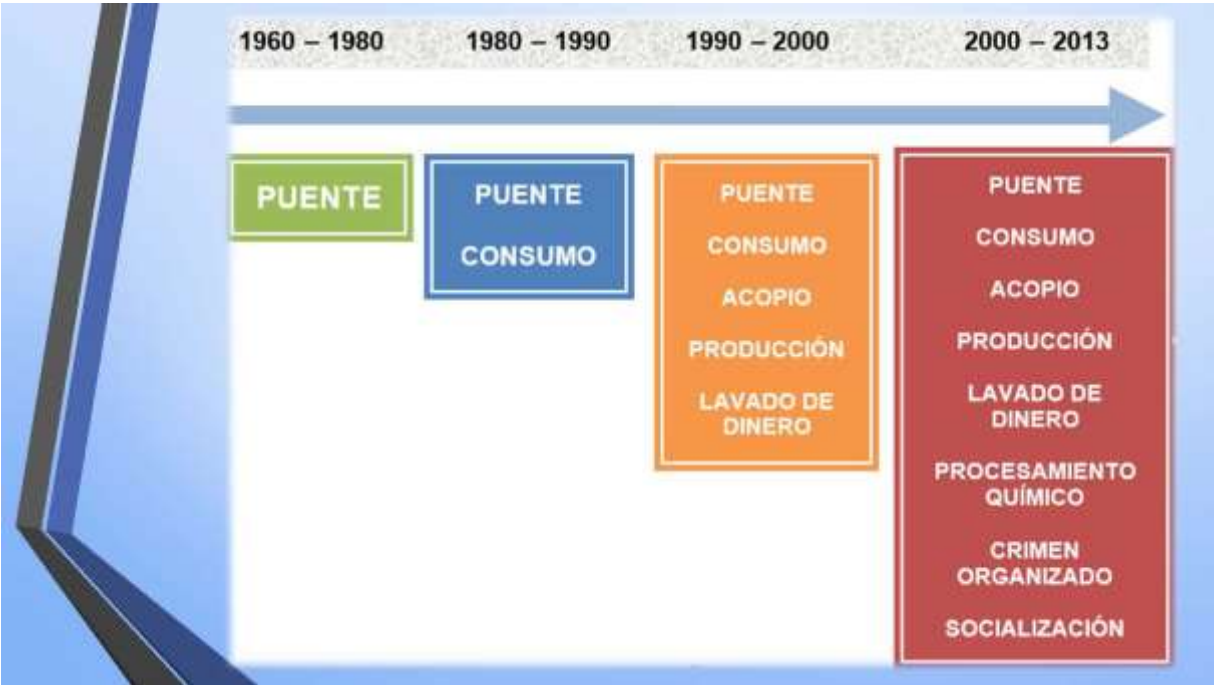 1960 – 1980
1980 – 1990
1990 – 2000
2000 – 2013
PUENTE
PUENTE
CONSUMO
PUENTE
CONSUMO
ACOPIO
PRODUCCIÓN
LAVADO DE
DINERO
PUENTE
CONSUMO
ACOPIO
PRODUCCIÓN
LAVADO DE
DINERO
PROCESAMIENTO
QUÍMICO
CRIMEN
ORGANIZADO
SOCIALIZACIÓN